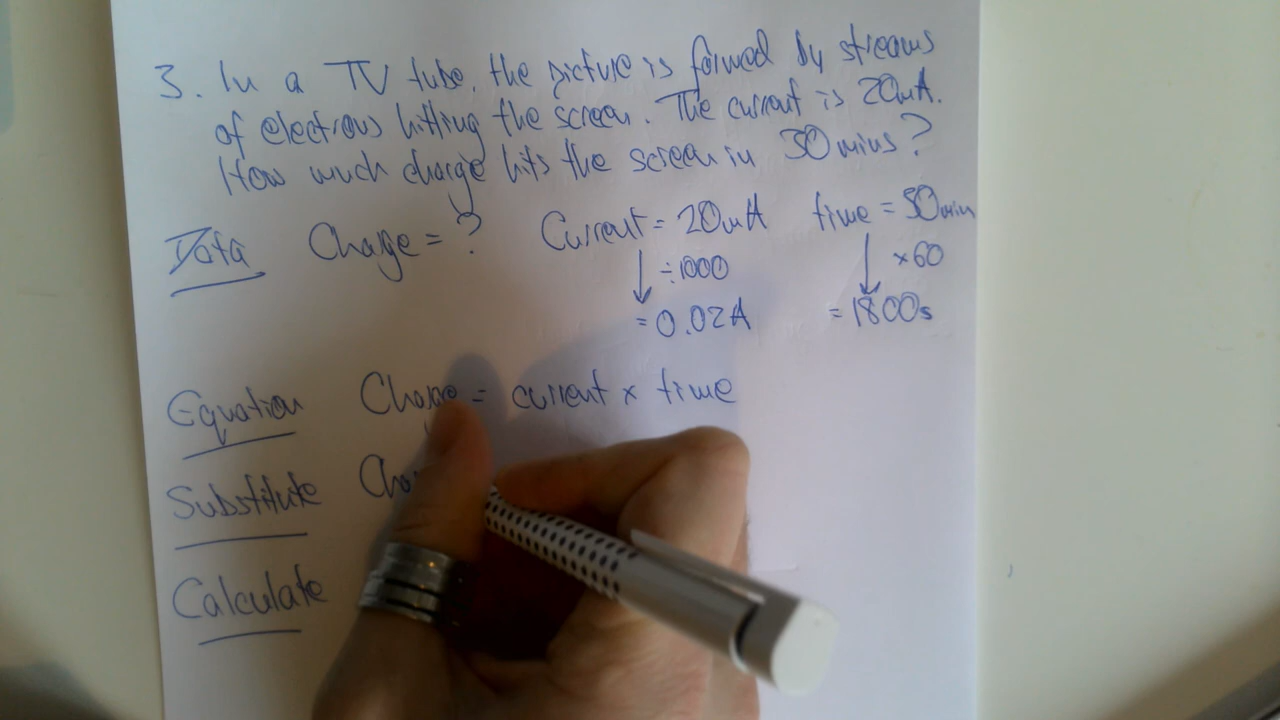 3. In a TV tube, the picture is formed by streams
of electrons hitting the screen. The current is 20mA.
How much charge hits the screen in 30 mins?
Data Charge = ? Current = 20mA time = 30min
÷1000 ×60
= 0.02A = 1800s
Equation Charge = current × time
Substitute Cha
Calculate